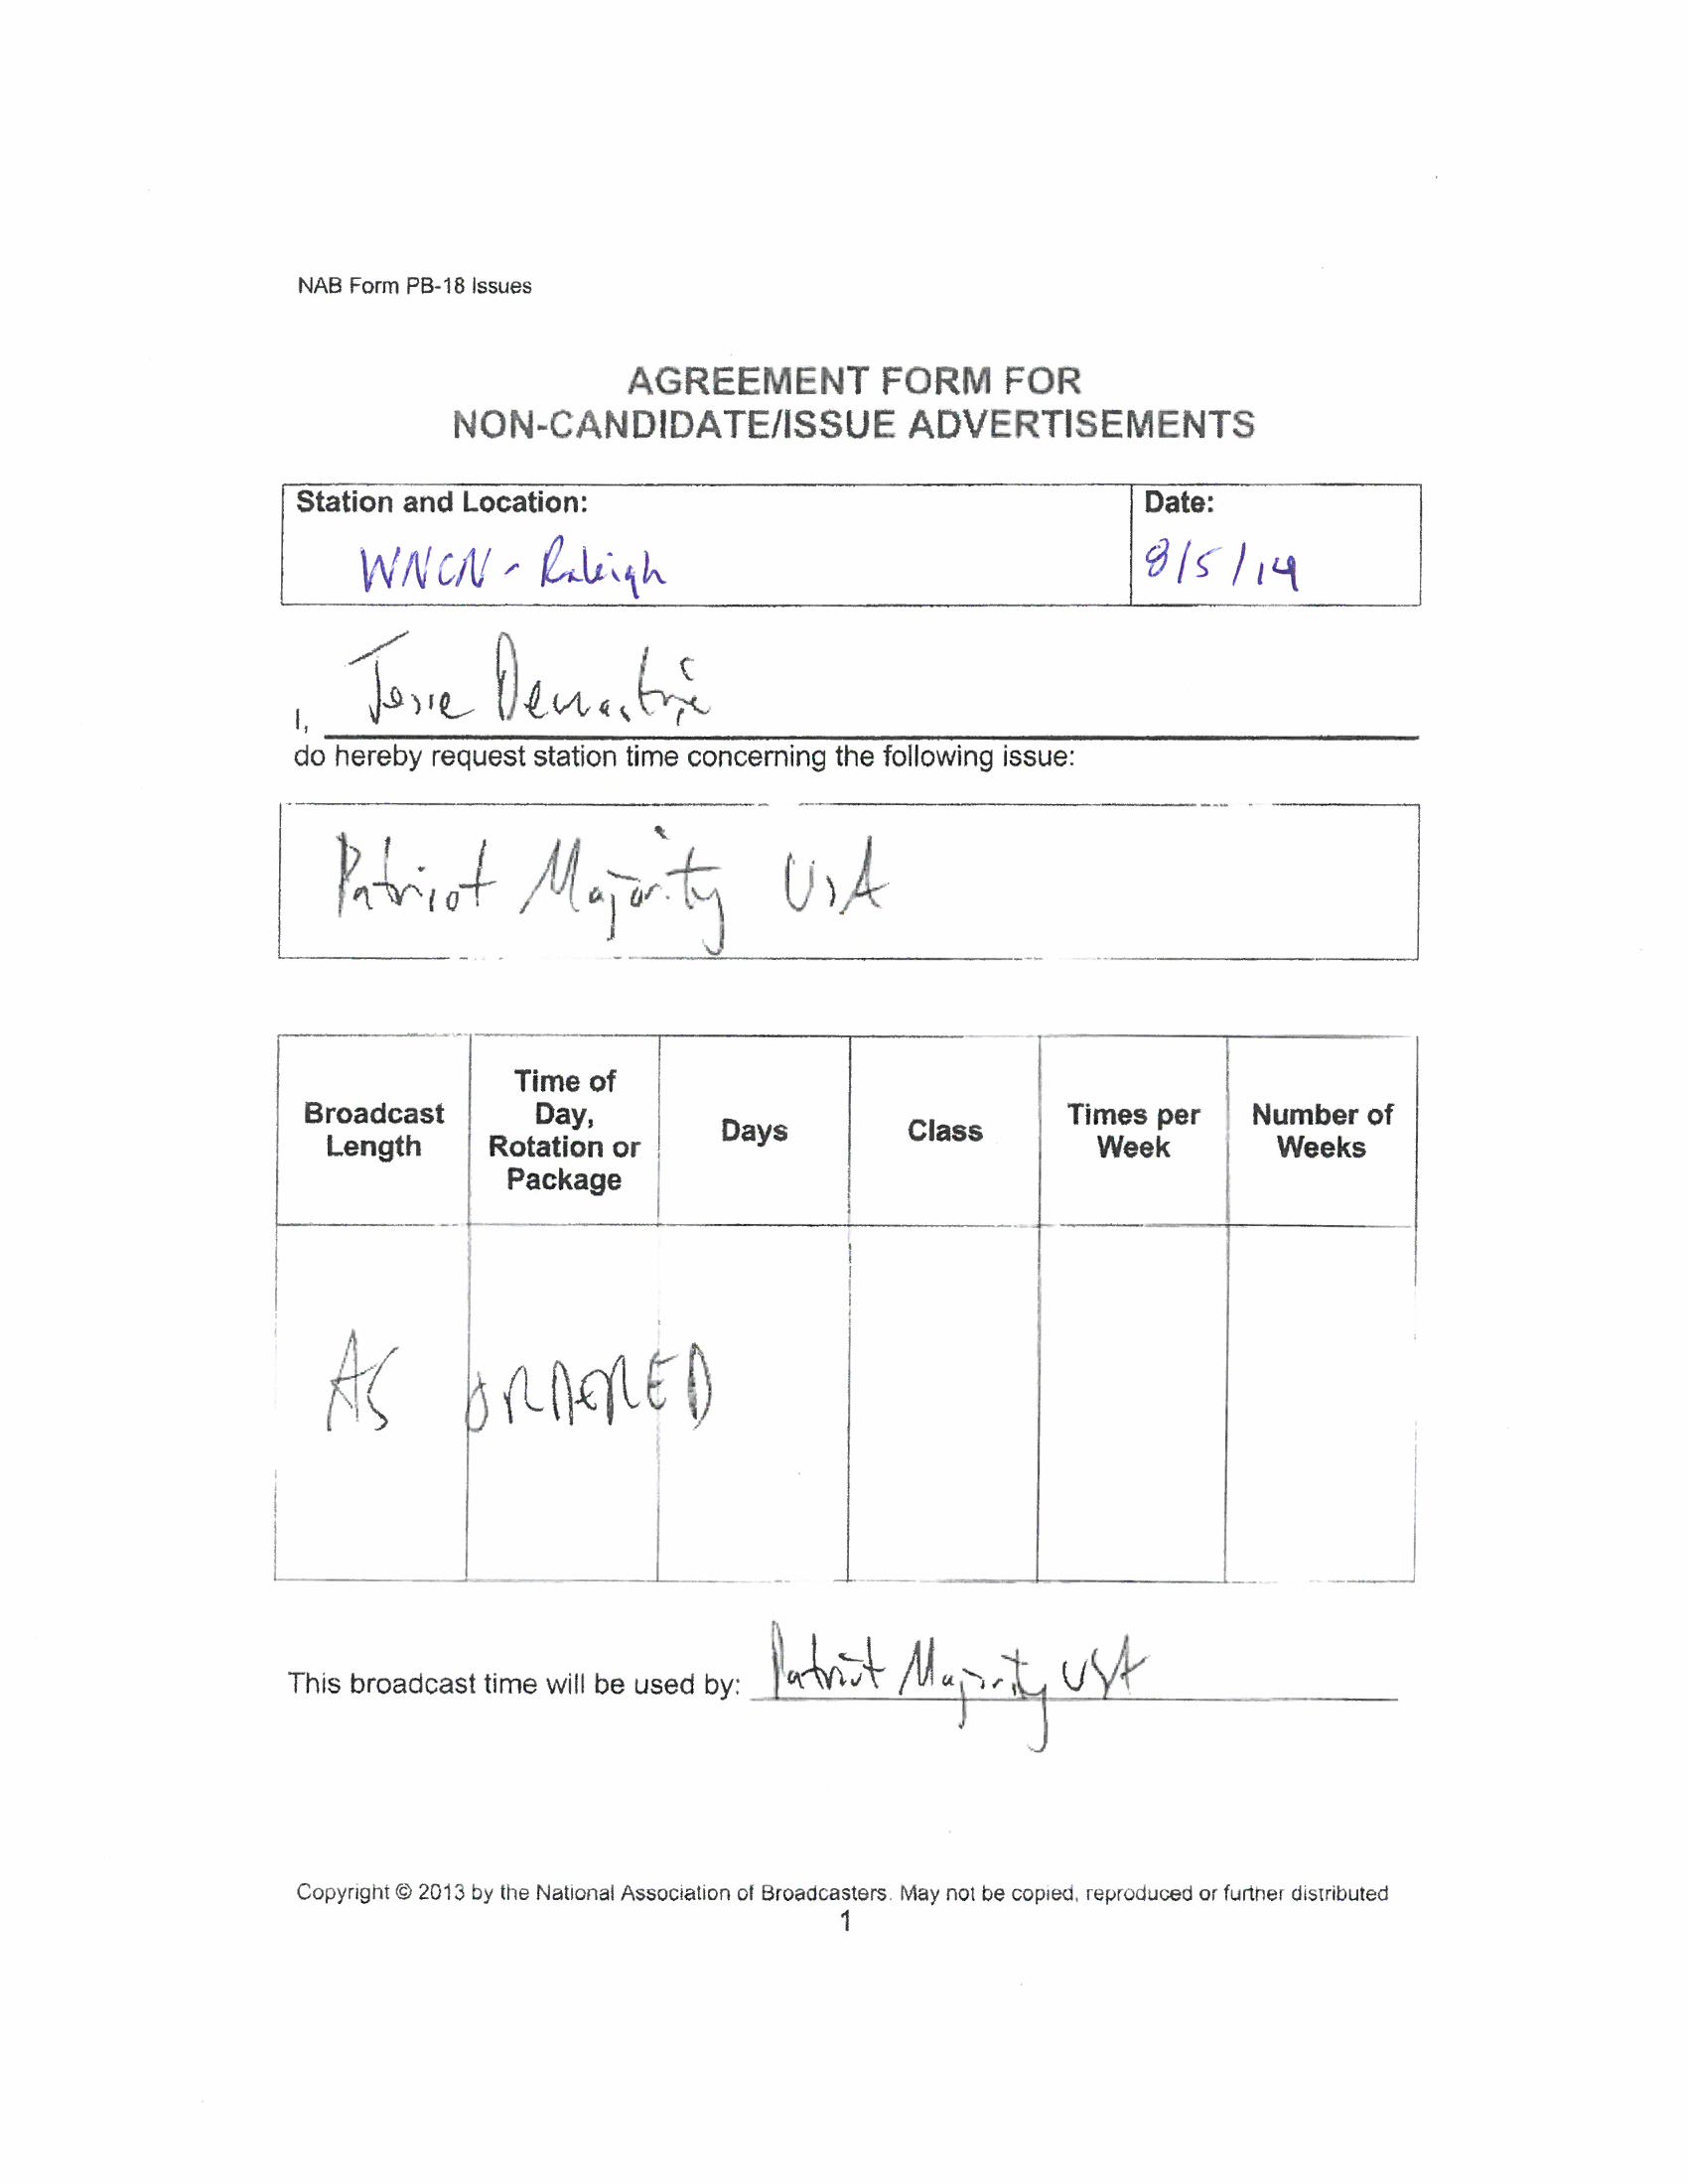 NAB Form PB-18 Issues
AGREEMENT FORM FOR
NON-CANDIDATE/ISSUE ADVERTISEMENTS
Station and Location:
Date:
WNCN - Raleigh
8/5/14
I, Jesse Demastrie
do hereby request station time concerning the following issue:
Patriot Majority USA
Broadcast Length
Time of Day, Rotation or Package
Days
Class
Times per Week
Number of Weeks
AS ORDERED
This broadcast time will be used by: Patriot Majority USA
Copyright © 2013 by the National Association of Broadcasters. May not be copied, reproduced or further distributed
1